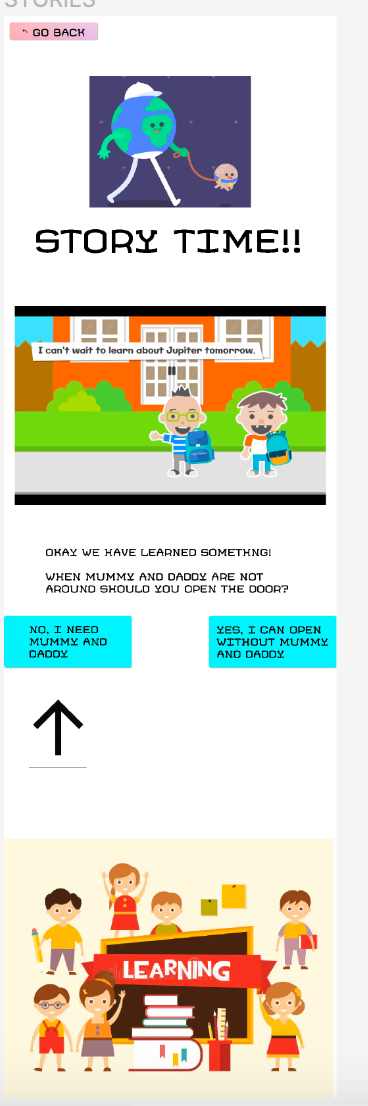 STORIES
GO BACK
STORY TIME!!
I can't wait to learn about Jupiter tomorrow.
OKAY WE HAVE LEARNED SOMETHNG!
WHEN MUMMY AND DADDY ARE NOT
AROUND SHOULD YOU OPEN THE DOOR?
NO, I NEED
MUMMY AND
DADDY
YES, I CAN OPEN
WITHOUT MUMMY
AND DADDY
LEARNING